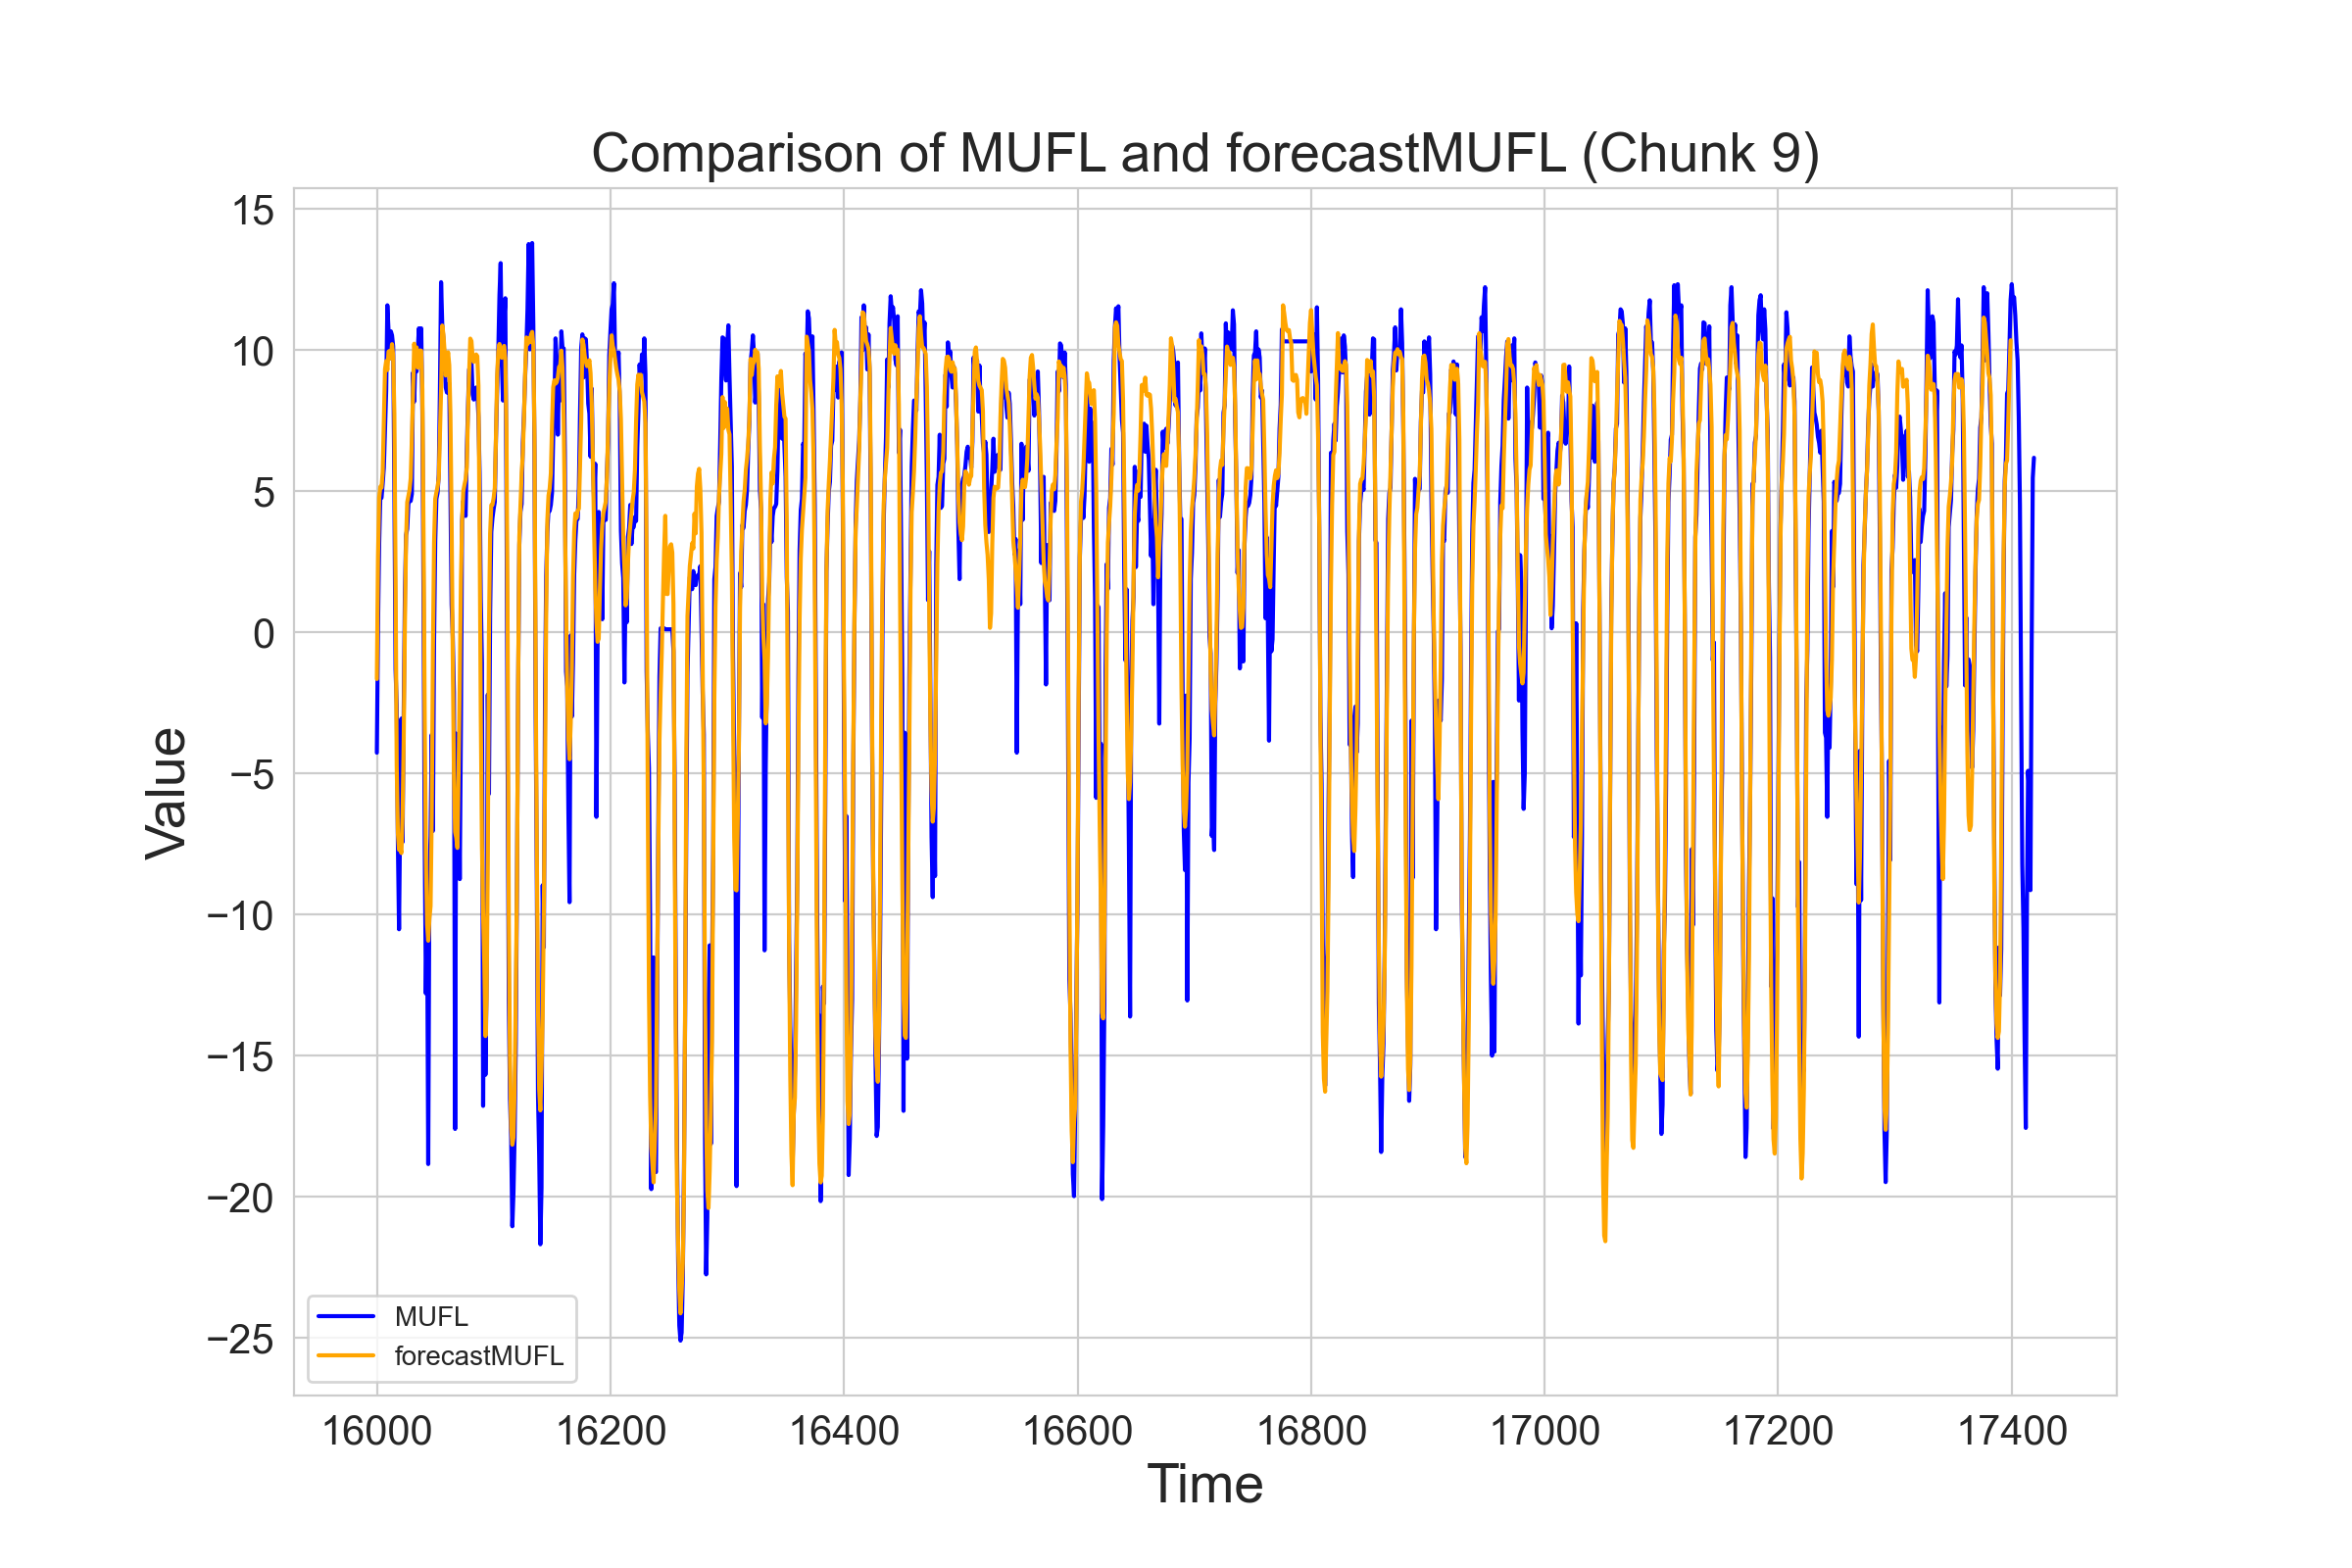 Comparison of MUFL and forecastMUFL (Chunk 9)
15
10
5
0
−5
−10
−15
−20
−25
Value
MUFL
forecastMUFL
16000 16200 16400 16600 16800 17000 17200 17400
Time